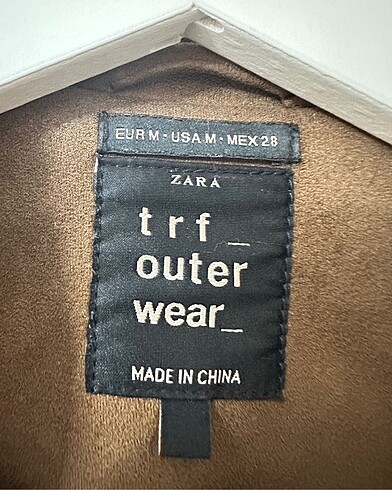 EUR M · USA M · MEX 28
ZARA
trf_
outer
wear_
MADE IN CHINA